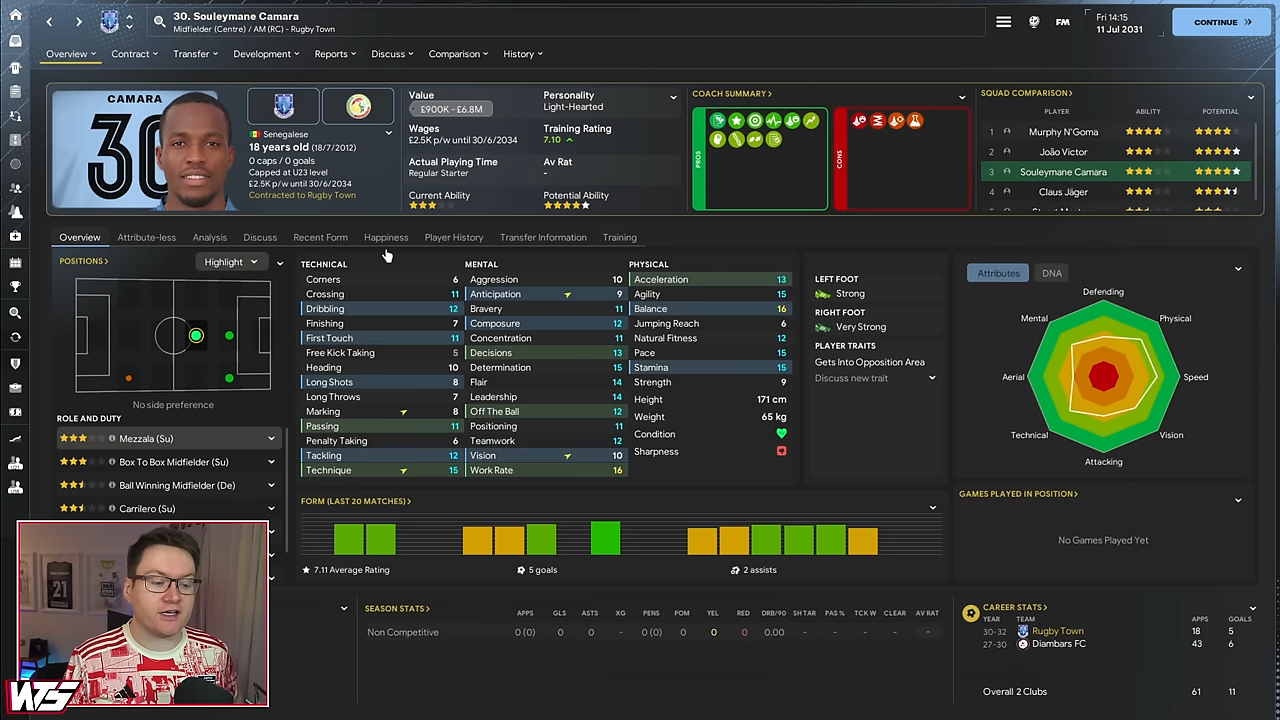 30. Souleymane Camara
Midfielder (Centre) / AM (RC) - Rugby Town
FM
Fri 14:15
11 Jul 2031
CONTINUE
Overview
Contract
Transfer
Development
Reports
Discuss
Comparison
History
CAMARA
30
Senegalese
18 years old (18/7/2012)
0 caps / 0 goals
Capped at U23 level
£2.5K p/w until 30/6/2034
Contracted to Rugby Town
Value
£900K - £6.8M
Wages
£2.5K p/w until 30/6/2034
Actual Playing Time
Regular Starter
Current Ability
Personality
Light-Hearted
Training Rating
7.10
Av Rat
-
Potential Ability
COACH SUMMARY >
PROS
CONS
SQUAD COMPARISON >
PLAYER ABILITY POTENTIAL
1 Murphy N'Goma
2 João Victor
3 Souleymane Camara
4 Claus Jäger
Overview
Attribute-less
Analysis
Discuss
Recent Form
Happiness
Player History
Transfer Information
Training
POSITIONS >
Highlight
No side preference
ROLE AND DUTY
Mezzala (Su)
Box To Box Midfielder (Su)
Ball Winning Midfielder (De)
Carrilero (Su)
TECHNICAL
Corners 6
Crossing 11
Dribbling 12
Finishing 7
First Touch 11
Free Kick Taking 5
Heading 10
Long Shots 8
Long Throws 7
Marking 8
Passing 11
Penalty Taking 6
Tackling 12
Technique 15
MENTAL
Aggression 10
Anticipation 9
Bravery 11
Composure 12
Concentration 11
Decisions 13
Determination 15
Flair 14
Leadership 14
Off The Ball 12
Positioning 11
Teamwork 12
Vision 10
Work Rate 16
PHYSICAL
Acceleration 13
Agility 15
Balance 16
Jumping Reach 6
Natural Fitness 12
Pace 15
Stamina 15
Strength 9
Height 171 cm
Weight 65 kg
Condition
Sharpness
LEFT FOOT
Strong
RIGHT FOOT
Very Strong
PLAYER TRAITS
Gets Into Opposition Area
Discuss new trait
Attributes
DNA
Defending
Physical
Speed
Vision
Attacking
Technical
Aerial
Mental
FORM (LAST 20 MATCHES) >
7.11 Average Rating
5 goals
2 assists
GAMES PLAYED IN POSITION >
No Games Played Yet
SEASON STATS >
APPS GLS ASTS XG PENS POM YEL RED DRB/90 SH TAR PAS % TCK W CLEAR AV RAT
Non Competitive 0 (0) 0 0 - 0 (0) 0 0 0 0.00 - - - - -
CAREER STATS >
YEAR TEAM APPS GOALS
30-32 Rugby Town 18 5
27-30 Diambars FC 43 6
Overall 2 Clubs 61 11
21
WTS